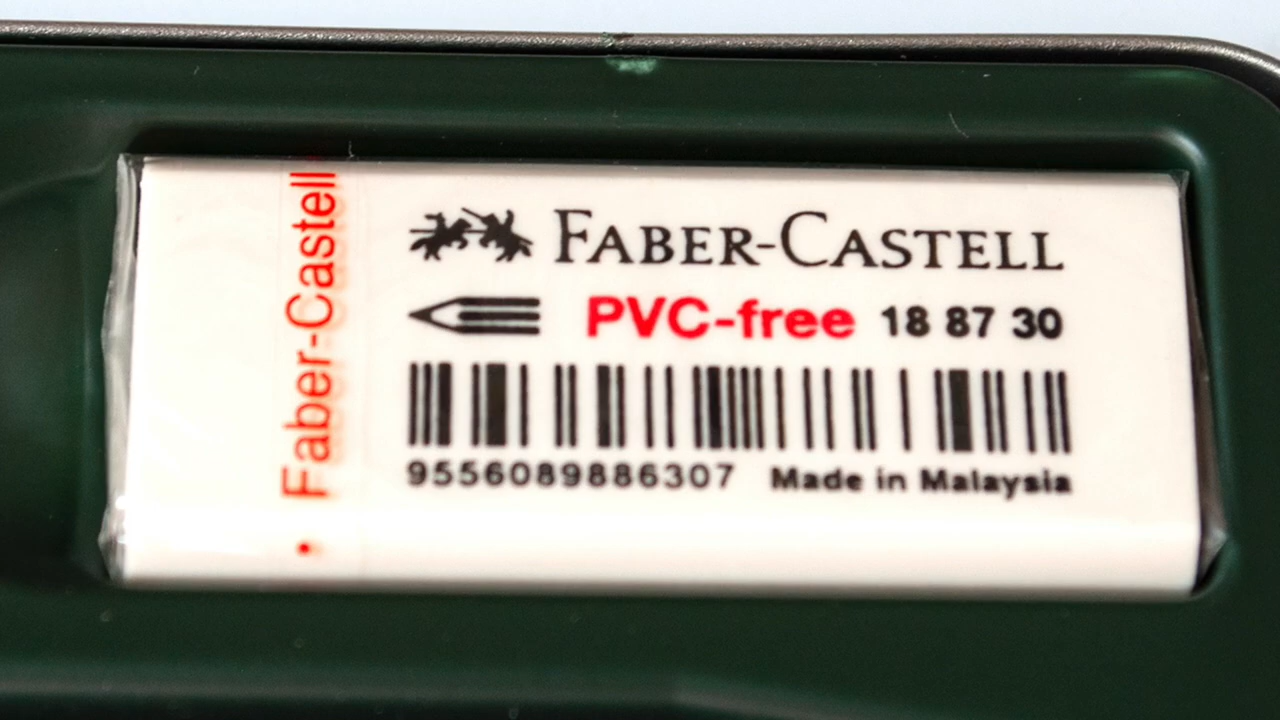 • Faber-Castell
FABER-CASTELL
PVC-free 18 87 30
9556089886307 Made in Malaysia